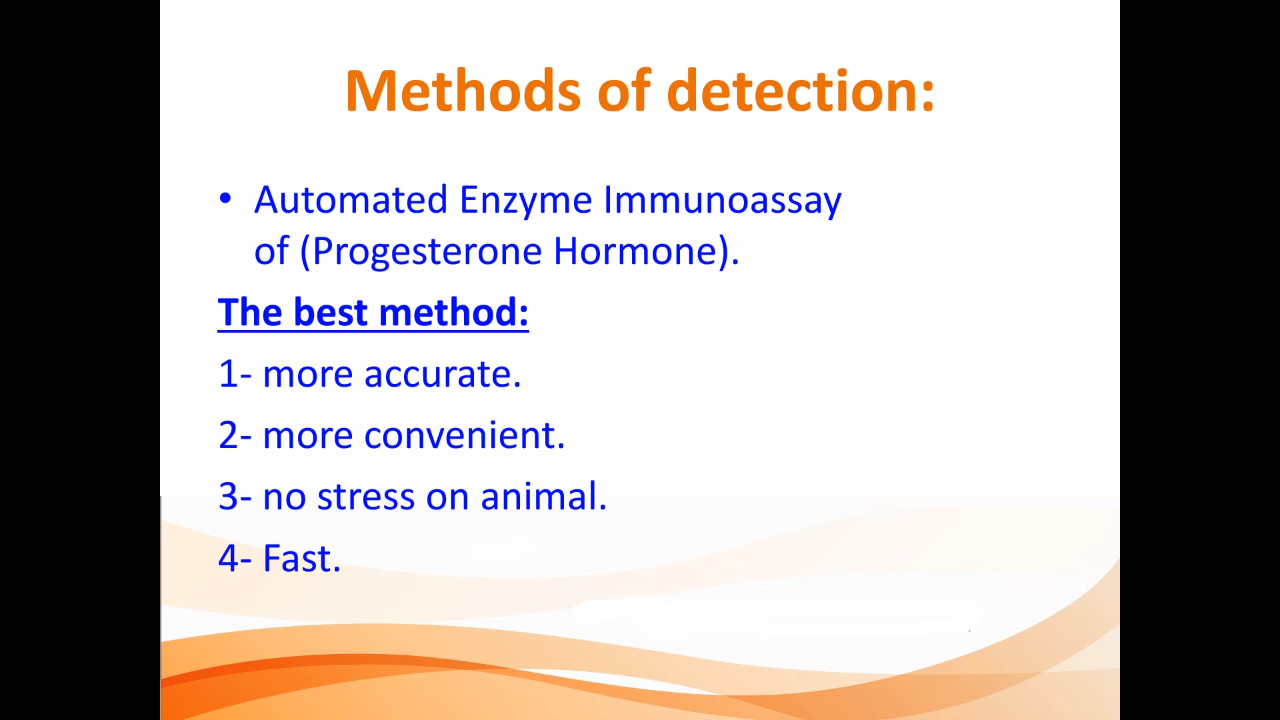 Methods of detection:
• Automated Enzyme Immunoassay
of (Progesterone Hormone).
The best method:
1- more accurate.
2- more convenient.
3- no stress on animal.
4- Fast.